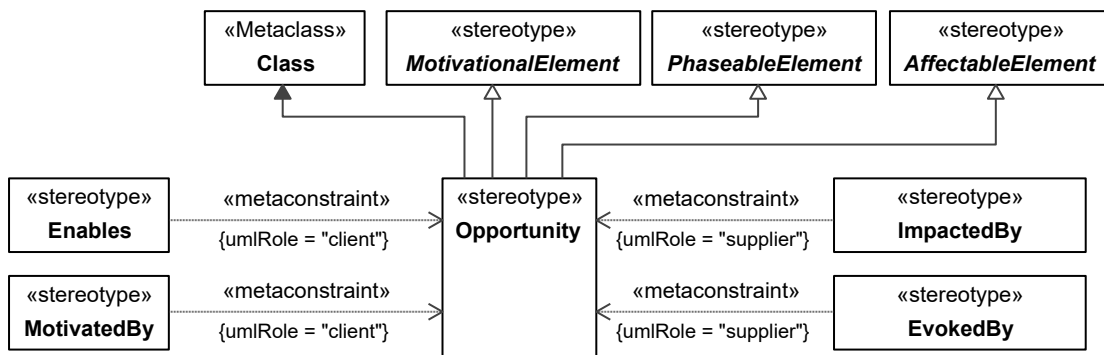 «Metaclass»
Class
«stereotype»
MotivationalElement
«stereotype»
PhaseableElement
«stereotype»
AffectableElement
«stereotype»
Enables
«metaconstraint»
{umlRole = "client"}
«stereotype»
Opportunity
«metaconstraint»
{umlRole = "supplier"}
«stereotype»
ImpactedBy
«stereotype»
MotivatedBy
«metaconstraint»
{umlRole = "client"}
«metaconstraint»
{umlRole = "supplier"}
«stereotype»
EvokedBy